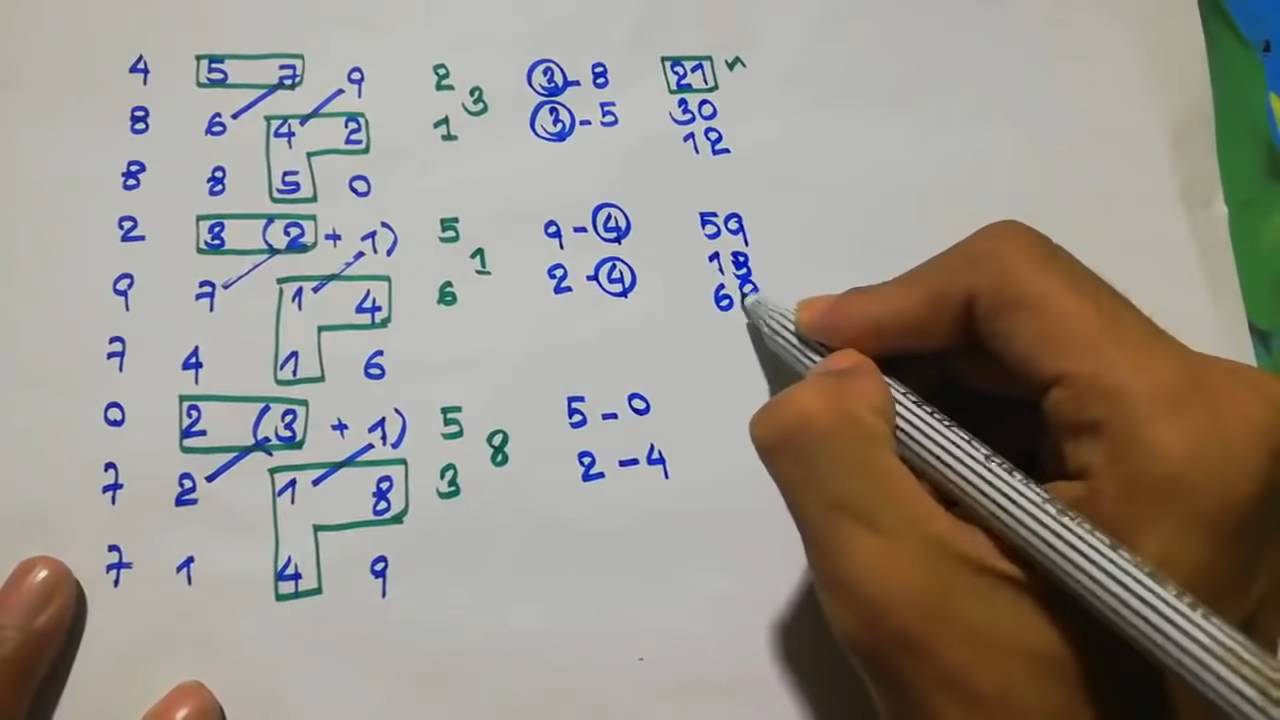 4 5 7 9 2 3 - 8 21 n
3
8 6 4 2 1 3 - 5 30
12
8 8 5 0
2 3 (2 + 1) 5 9 - 4 59
1
9 7 1 4 6 2 - 4
7 4 1 6
0 2 (3 + 1) 5 5 - 0
8
7 2 1 8 3 2 - 4
7 1 4 9